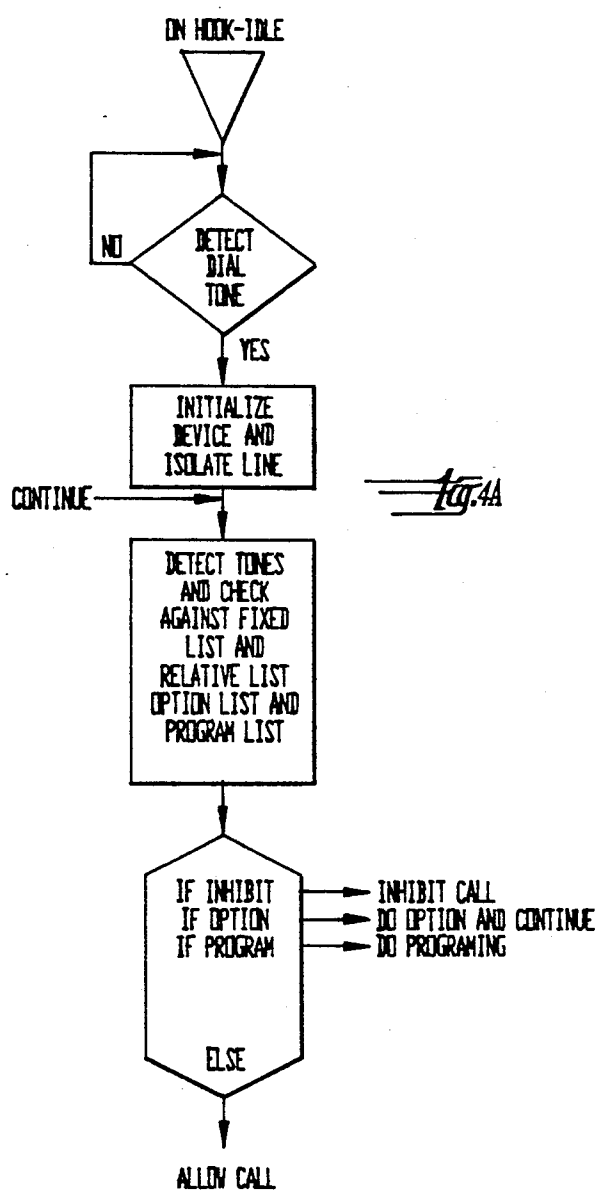 ON HOOK-IDLE
DETECT
DIAL
TONE
NO
YES
INITIALIZE
DEVICE AND
ISOLATE LINE
CONTINUE
Fig.4A
DETECT TONES
AND CHECK
AGAINST FIXED
LIST AND
RELATIVE LIST
OPTION LIST AND
PROGRAM LIST
IF INHIBIT
INHIBIT CALL
IF OPTION
DO OPTION AND CONTINUE
IF PROGRAM
DO PROGRAMING
ELSE
ALLOW CALL